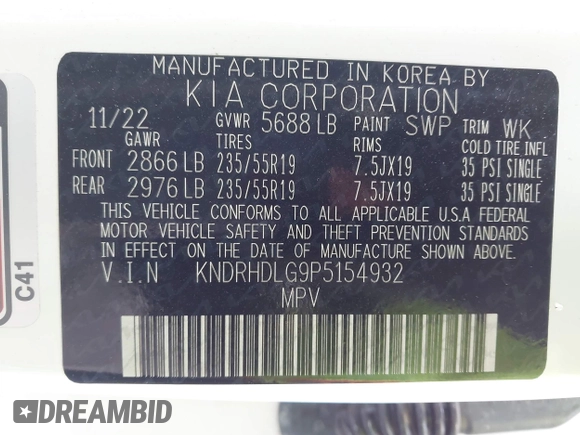 MANUFACTURED IN KOREA BY
KIA CORPORATION
11/22 GVWR 5688 LB PAINT SWP TRIM WK
GAWR TIRES RIMS COLD TIRE INFL
FRONT 2866 LB 235/55R19 7.5JX19 35 PSI SINGLE
REAR 2976 LB 235/55R19 7.5JX19 35 PSI SINGLE
THIS VEHICLE CONFORMS TO ALL APPLICABLE U.S.A FEDERAL
MOTOR VEHICLE SAFETY AND THEFT PREVENTION STANDARDS
IN EFFECT ON THE DATE OF MANUFACTURE SHOWN ABOVE
V.I.N KNDRHDLG9P5154932
MPV
C41
DREAMBID